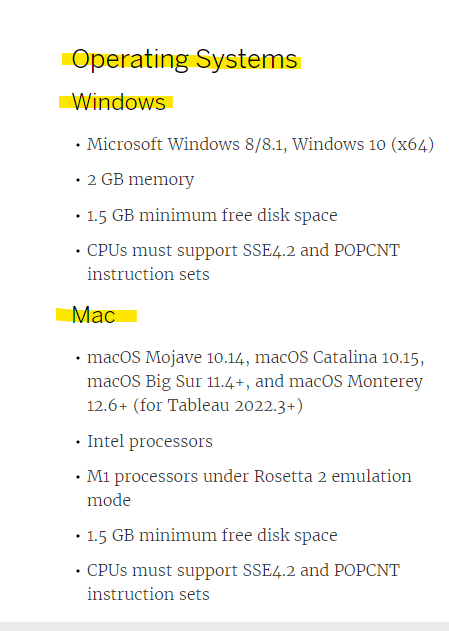 Operating Systems
Windows
• Microsoft Windows 8/8.1, Windows 10 (x64)
• 2 GB memory
• 1.5 GB minimum free disk space
• CPUs must support SSE4.2 and POPCNT
instruction sets
Mac
• macOS Mojave 10.14, macOS Catalina 10.15,
macOS Big Sur 11.4+, and macOS Monterey
12.6+ (for Tableau 2022.3+)
• Intel processors
• M1 processors under Rosetta 2 emulation
mode
• 1.5 GB minimum free disk space
• CPUs must support SSE4.2 and POPCNT
instruction sets